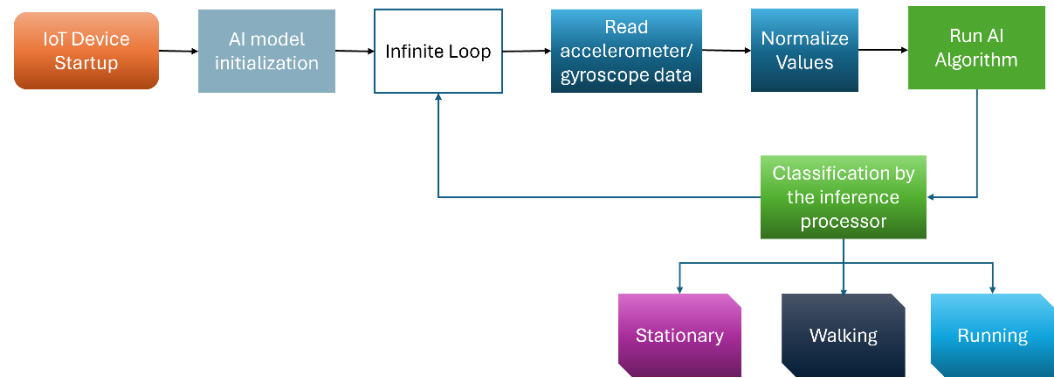 IoT Device
Startup
AI model
initialization
Infinite Loop
Read
accelerometer/
gyroscope data
Normalize
Values
Run AI
Algorithm
Classification by
the inference
processor
Stationary
Walking
Running